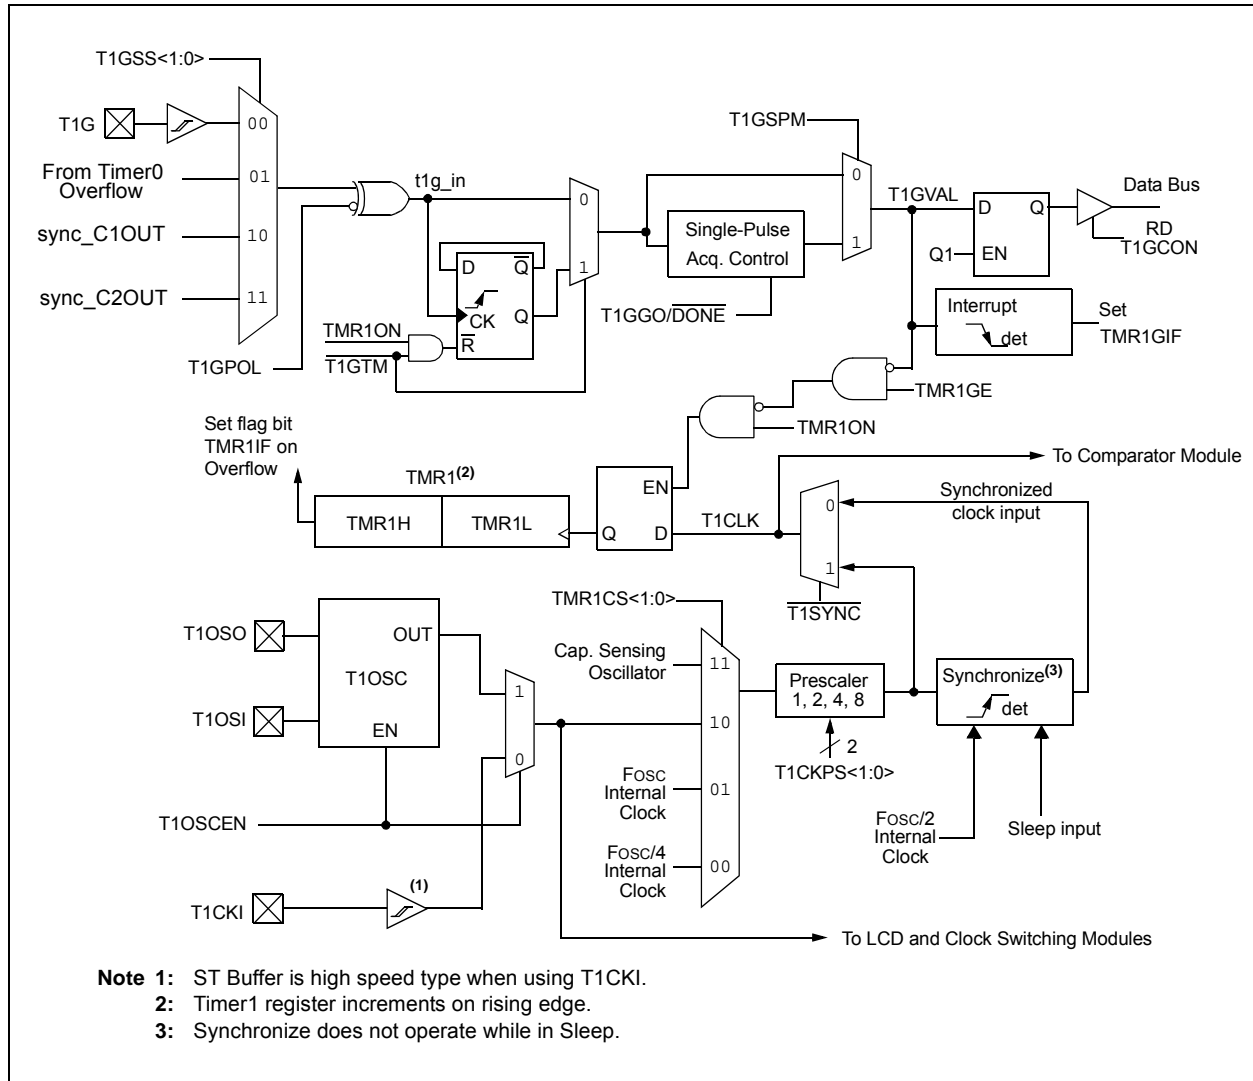 T1GSS<1:0>
T1G
00
From Timer0
Overflow
01
sync_C1OUT
10
sync_C2OUT
11
T1GPOL
t1g_in
D
Q
CK
Q
R
TMR1ON
T1GTM
0
1
T1GSPM
Single-Pulse
Acq. Control
T1GGO/DONE
0
1
T1GVAL
D
Q
Q1
EN
Data Bus
RD
T1GCON
Interrupt
det
Set
TMR1GIF
TMR1GE
TMR1ON
Set flag bit
TMR1IF on
Overflow
TMR1(2)
TMR1H
TMR1L
EN
Q
D
T1CLK
To Comparator Module
0
1
Synchronized
clock input
T1SYNC
T1OSO
OUT
T1OSC
T1OSI
EN
1
0
T1OSCEN
T1CKI
(1)
TMR1CS<1:0>
Cap. Sensing
Oscillator
11
10
FOSC
Internal
Clock
01
FOSC/4
Internal
Clock
00
Prescaler
1, 2, 4, 8
2
T1CKPS<1:0>
Synchronize(3)
det
FOSC/2
Internal
Clock
Sleep input
To LCD and Clock Switching Modules
Note 1: ST Buffer is high speed type when using T1CKI.
2: Timer1 register increments on rising edge.
3: Synchronize does not operate while in Sleep.